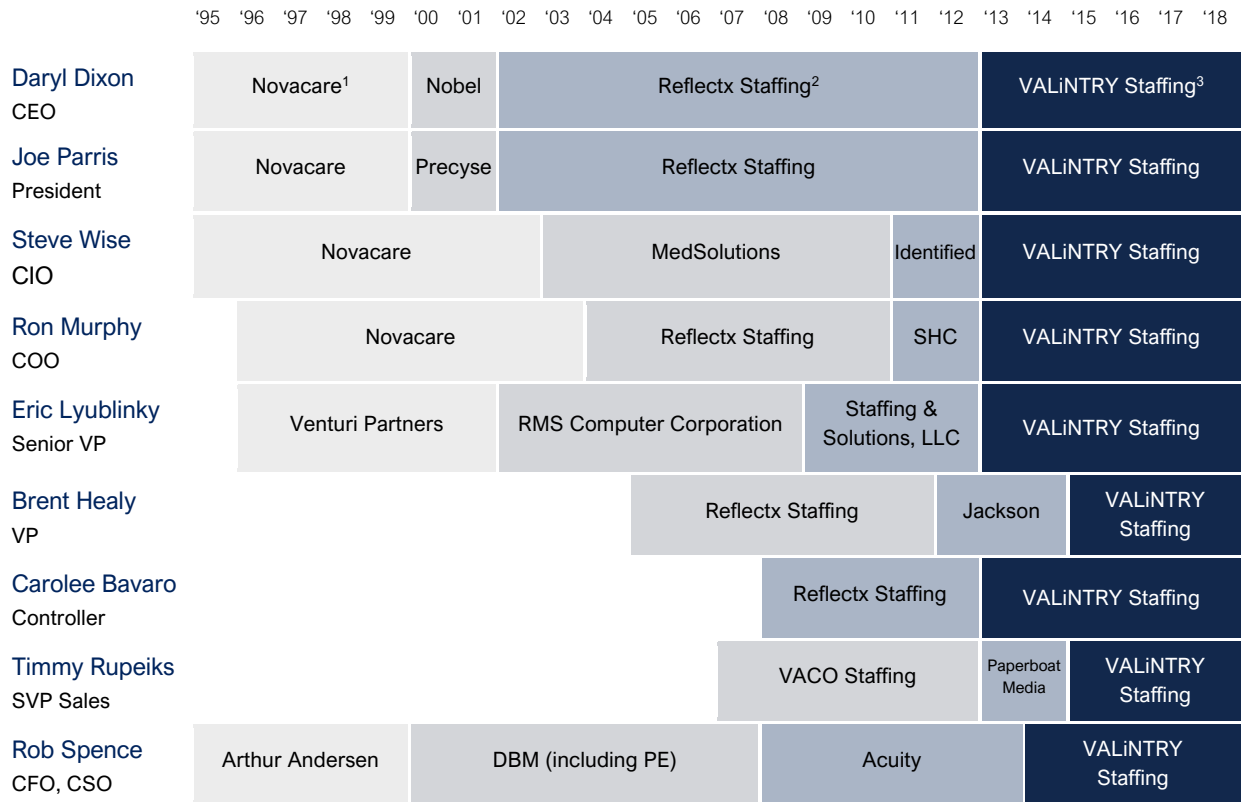 ‘95 ‘96 ‘97 ‘98 ‘99 ‘00 ‘01 ‘02 ‘03 ‘04 ‘05 ‘06 ‘07 ‘08 ‘09 ‘10 ‘11 ‘12 ‘13 ‘14 ‘15 ‘16 ‘17 ‘18
Daryl Dixon
CEO
Novacare¹ Nobel Reflectx Staffing² VALiNTRY Staffing³
Joe Parris
President
Novacare Precyse Reflectx Staffing VALiNTRY Staffing
Steve Wise
CIO
Novacare MedSolutions Identified VALiNTRY Staffing
Ron Murphy
COO
Novacare Reflectx Staffing SHC VALiNTRY Staffing
Eric Lyublinky
Senior VP
Venturi Partners RMS Computer Corporation
Staffing &
Solutions, LLC
VALiNTRY Staffing
Brent Healy
VP
Reflectx Staffing Jackson
VALiNTRY
Staffing
Carolee Bavaro
Controller
Reflectx Staffing VALiNTRY Staffing
Timmy Rupeiks
SVP Sales
VACO Staffing
Paperboat
Media
VALiNTRY
Staffing
Rob Spence
CFO, CSO
Arthur Andersen DBM (including PE) Acuity
VALiNTRY
Staffing